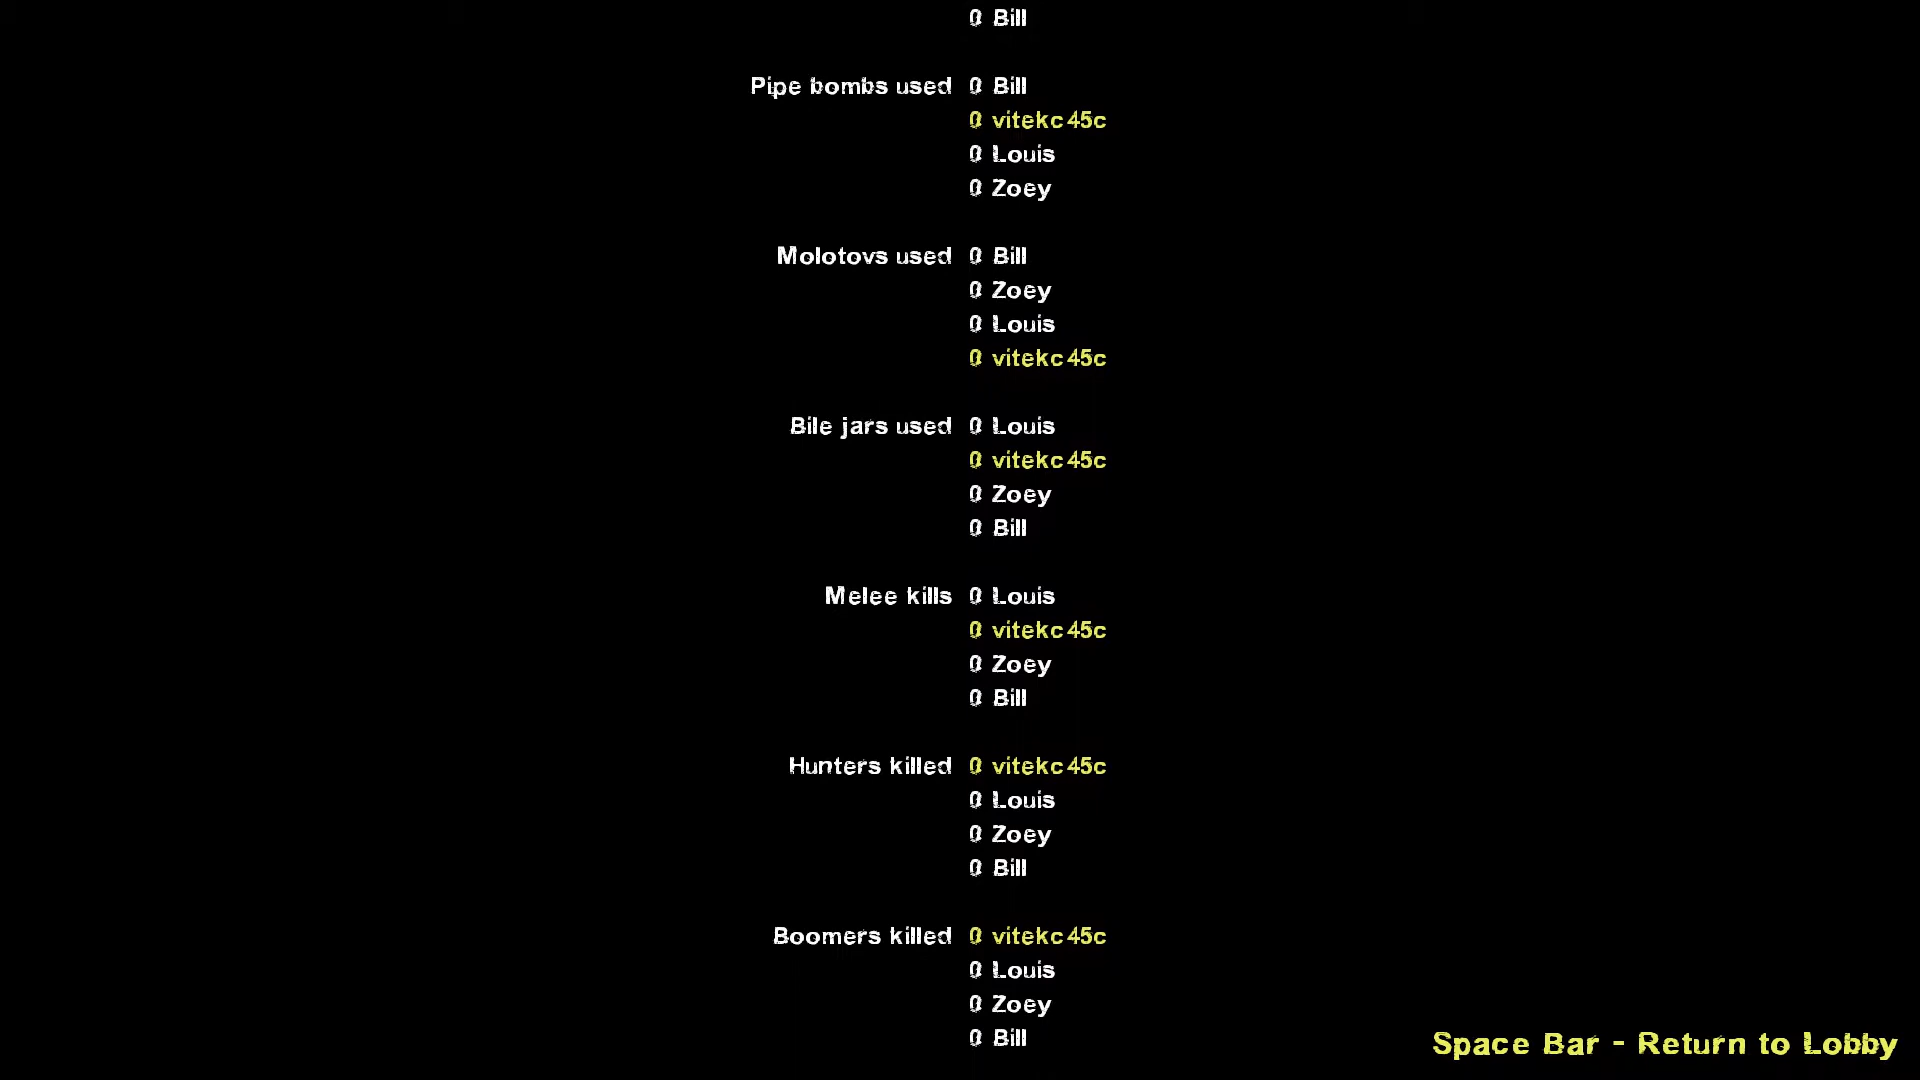 0 Bill
Pipe bombs used 0 Bill
0 vitekc45c
0 Louis
0 Zoey
Molotovs used 0 Bill
0 Zoey
0 Louis
0 vitekc45c
Bile jars used 0 Louis
0 vitekc45c
0 Zoey
0 Bill
Melee kills 0 Louis
0 vitekc45c
0 Zoey
0 Bill
Hunters killed 0 vitekc45c
0 Louis
0 Zoey
0 Bill
Boomers killed 0 vitekc45c
0 Louis
0 Zoey
0 Bill
Space Bar - Return to Lobby